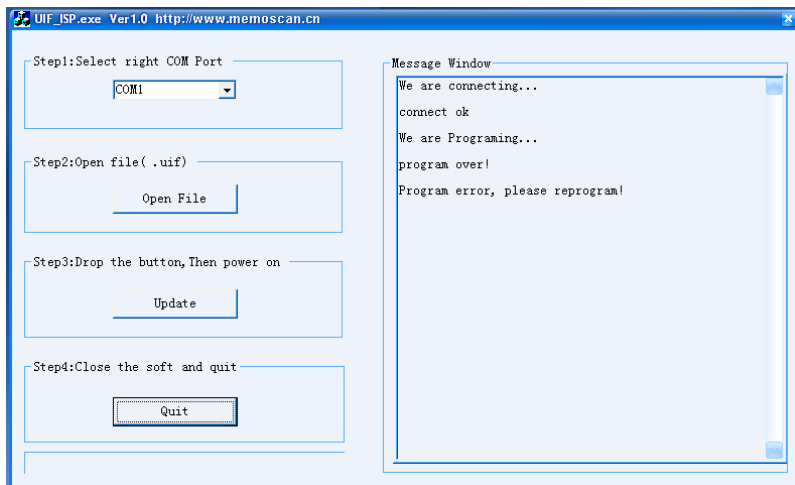 UIF_ISP.exe Ver1.0 http://www.memoscan.cn
Step1:Select right COM Port
COM1
Step2:Open file( .uif)
Open File
Step3:Drop the button,Then power on
Update
Step4:Close the soft and quit
Quit
Message Window
We are connecting...
connect ok
We are Programing...
program over!
Program error, please reprogram!